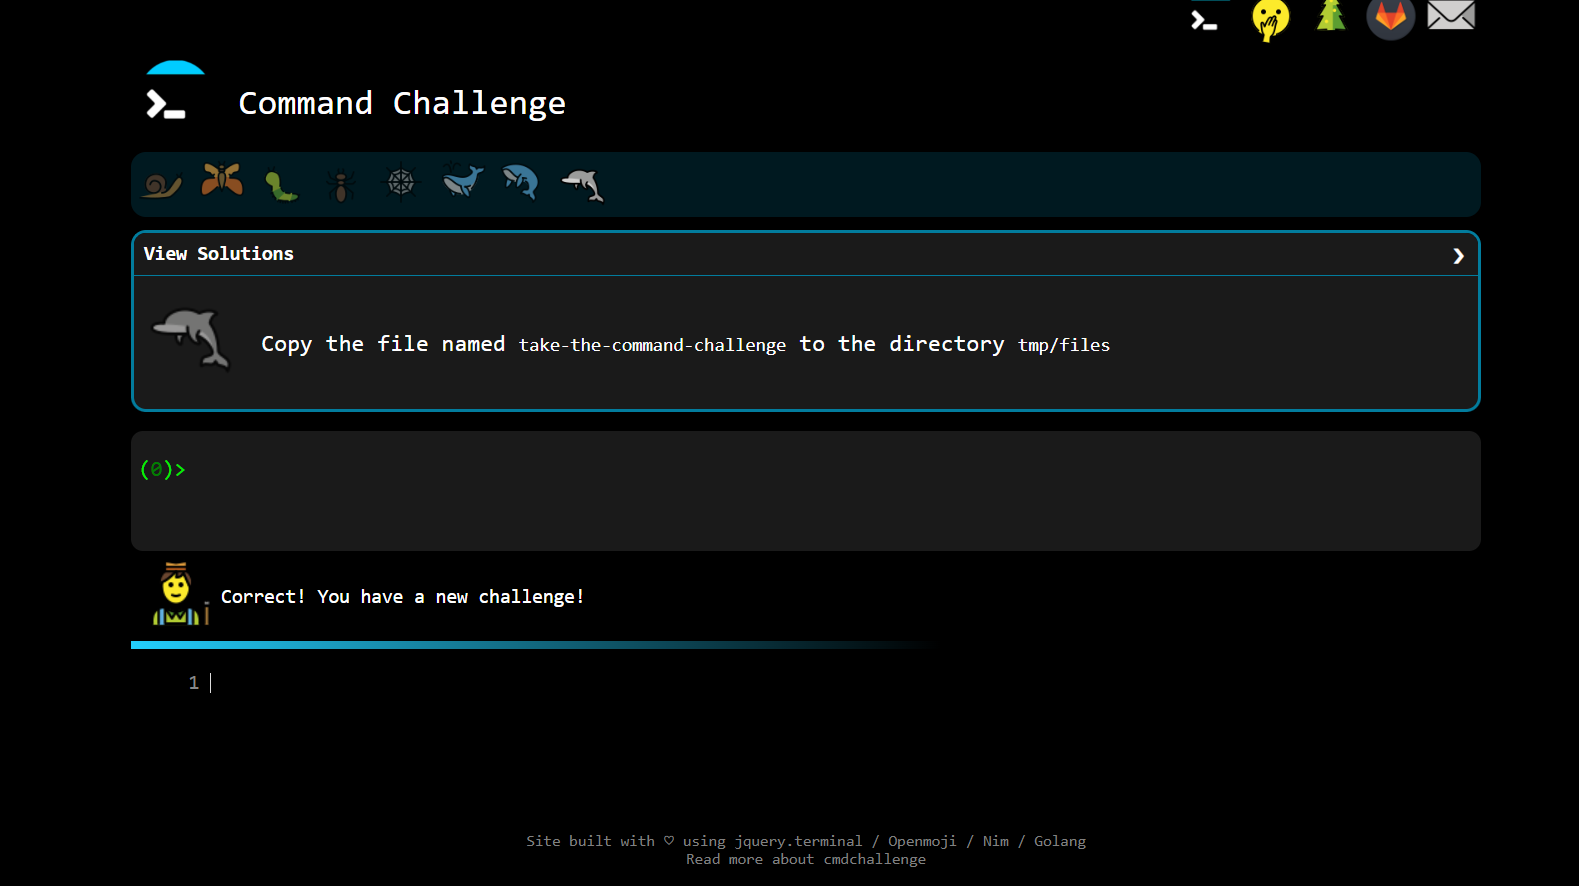 Command Challenge
View Solutions ❯
Copy the file named take-the-command-challenge to the directory tmp/files
(0)>
Correct! You have a new challenge!
1
Site built with ♡ using jquery.terminal / Openmoji / Nim / Golang
Read more about cmdchallenge